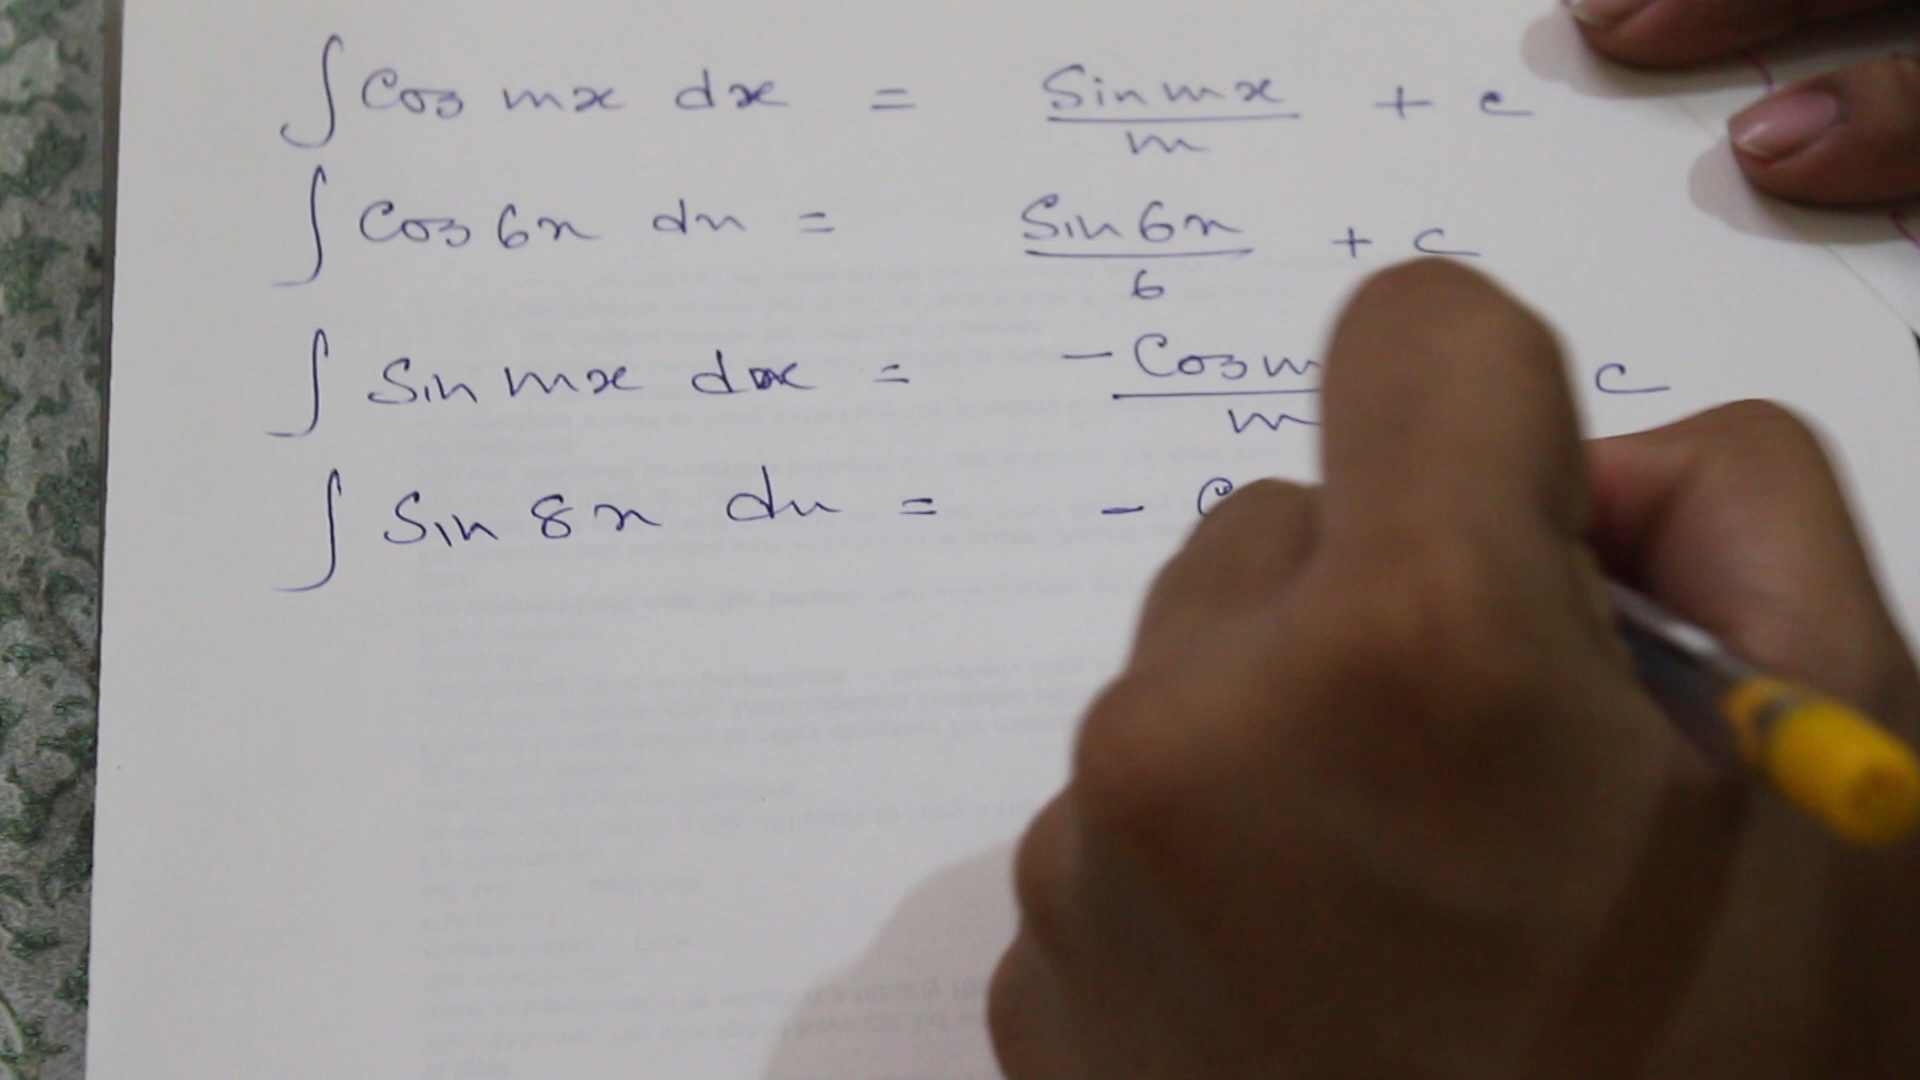 ∫ Cos mx dx = Sin mx / m + c
∫ Cos 6x dx = Sin 6x / 6 + c
∫ Sin mx dx = - Cos m / m c
∫ Sin 8x dx = - C